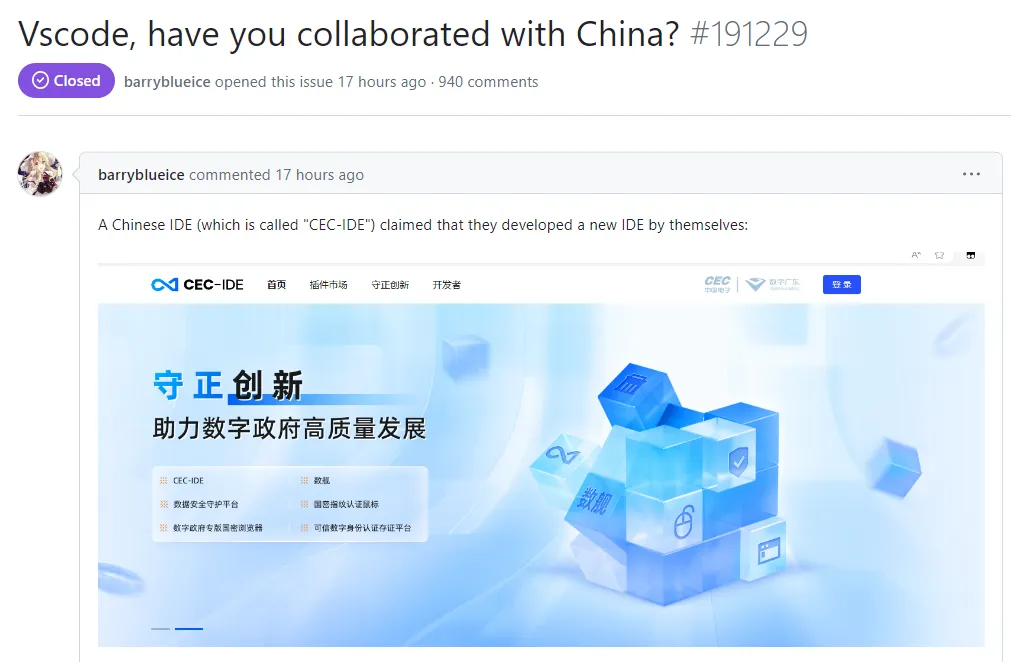 Vscode, have you collaborated with China? #191229
Closed
barryblueice opened this issue 17 hours ago · 940 comments
barryblueice commented 17 hours ago
A Chinese IDE (which is called "CEC-IDE") claimed that they developed a new IDE by themselves:
CEC-IDE 首页 插件市场 守正创新 开发者
CEC 中国电子 数字广东
登录
守正创新
助力数字政府高质量发展
CEC-IDE 数舰
数据安全守护平台 国密指纹认证鼠标
数字政府专版国密浏览器 可信数字身份认证存证平台
数舰